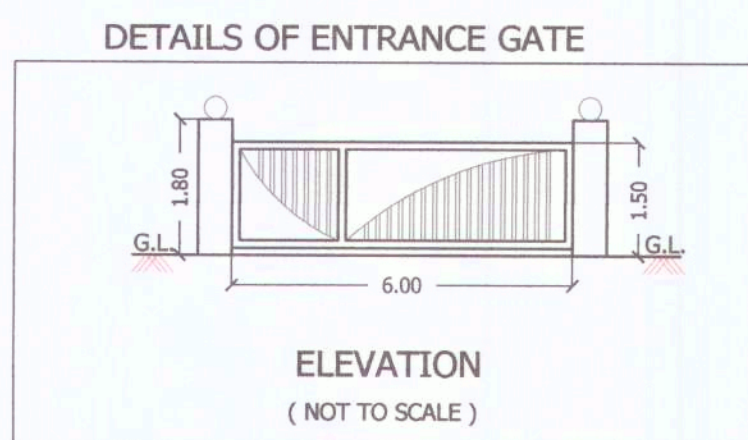 DETAILS OF ENTRANCE GATE
1.80
1.50
G.L.
G.L.
6.00
ELEVATION
( NOT TO SCALE )